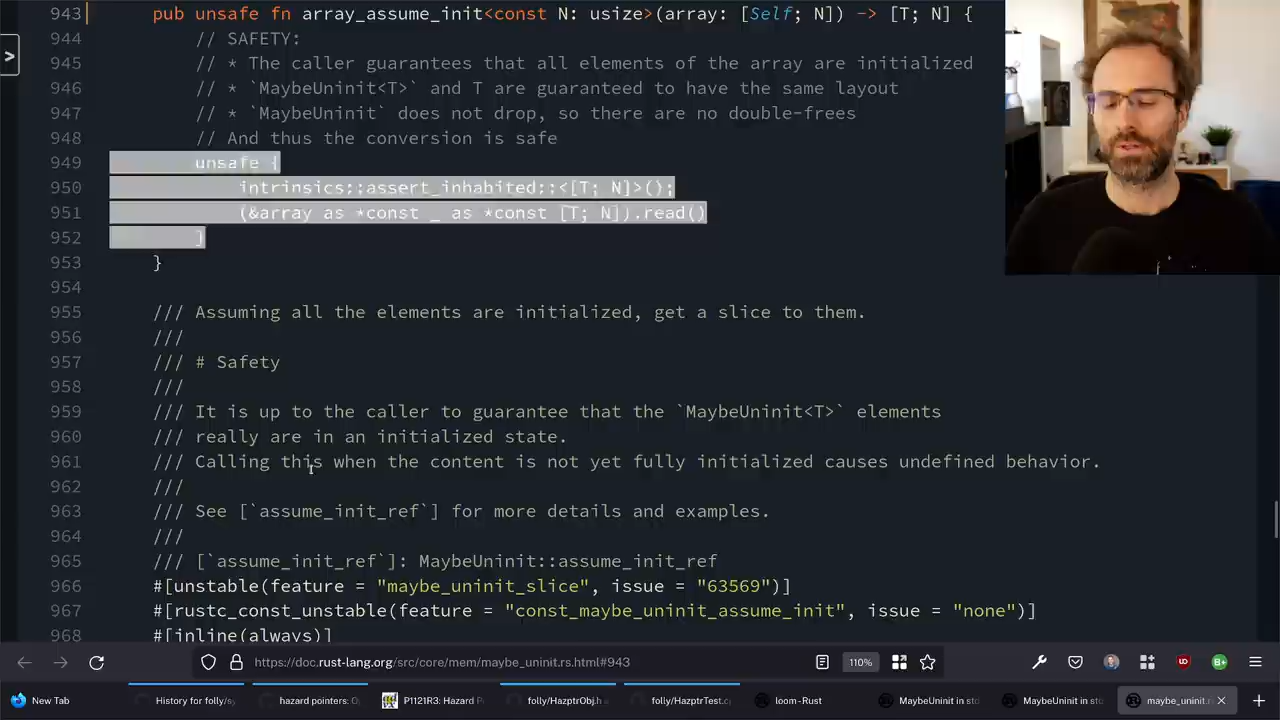 943 pub unsafe fn array_assume_init<const N: usize>(array: [Self; N]) -> [T; N] {
944 // SAFETY:
945 // * The caller guarantees that all elements of the array are initialized
946 // * `MaybeUninit<T>` and T are guaranteed to have the same layout
947 // * `MaybeUninit` does not drop, so there are no double-frees
948 // And thus the conversion is safe
949 unsafe {
950 intrinsics::assert_inhabited::<[T; N]>();
951 (&array as *const _ as *const [T; N]).read()
952 }
953 }
954
955 /// Assuming all the elements are initialized, get a slice to them.
956 ///
957 /// # Safety
958 ///
959 /// It is up to the caller to guarantee that the `MaybeUninit<T>` elements
960 /// really are in an initialized state.
961 /// Calling this when the content is not yet fully initialized causes undefined behavior.
962 ///
963 /// See [`assume_init_ref`] for more details and examples.
964 ///
965 /// [`assume_init_ref`]: MaybeUninit::assume_init_ref
966 #[unstable(feature = "maybe_uninit_slice", issue = "63569")]
967 #[rustc_const_unstable(feature = "const_maybe_uninit_assume_init", issue = "none")]
968 #[inline(always)]
https://doc.rust-lang.org/src/core/mem/maybe_uninit.rs.html#943 110%
New Tab History for folly/sy hazard pointers: O P1121R3: Hazard P folly/HazptrObj.h folly/HazptrTest.c loom - Rust MaybeUninit in std MaybeUninit in std maybe_uninit.r